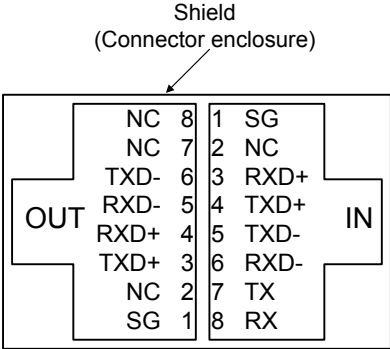 Shield
(Connector enclosure)
NC 8 1 SG
NC 7 2 NC
TXD- 6 3 RXD+
RXD- 5 4 TXD+
OUT IN
RXD+ 4 5 TXD-
TXD+ 3 6 RXD-
NC 2 7 TX
SG 1 8 RX